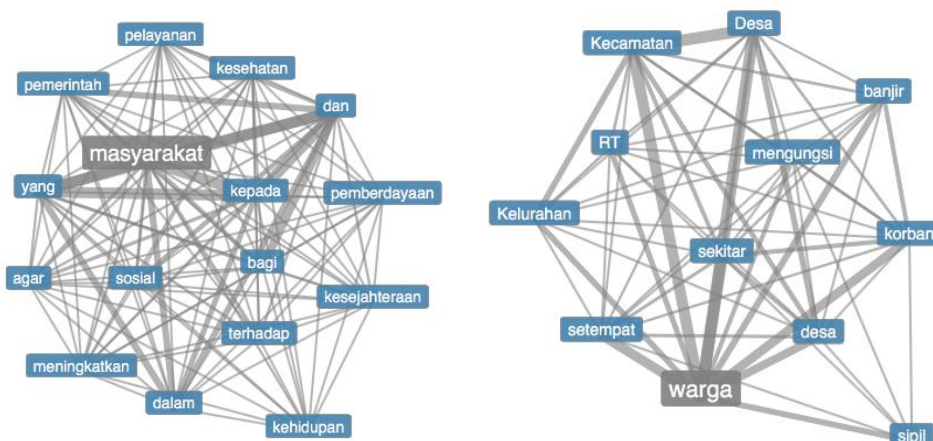 pelayanan
kesehatan
pemerintah
dan
masyarakat
yang
kepada
pemberdayaan
bagi
agar
sosial
kesejahteraan
terhadap
meningkatkan
dalam
kehidupan
Desa
Kecamatan
banjir
RT
mengungsi
Kelurahan
korban
sekitar
setempat
desa
warga
sipil